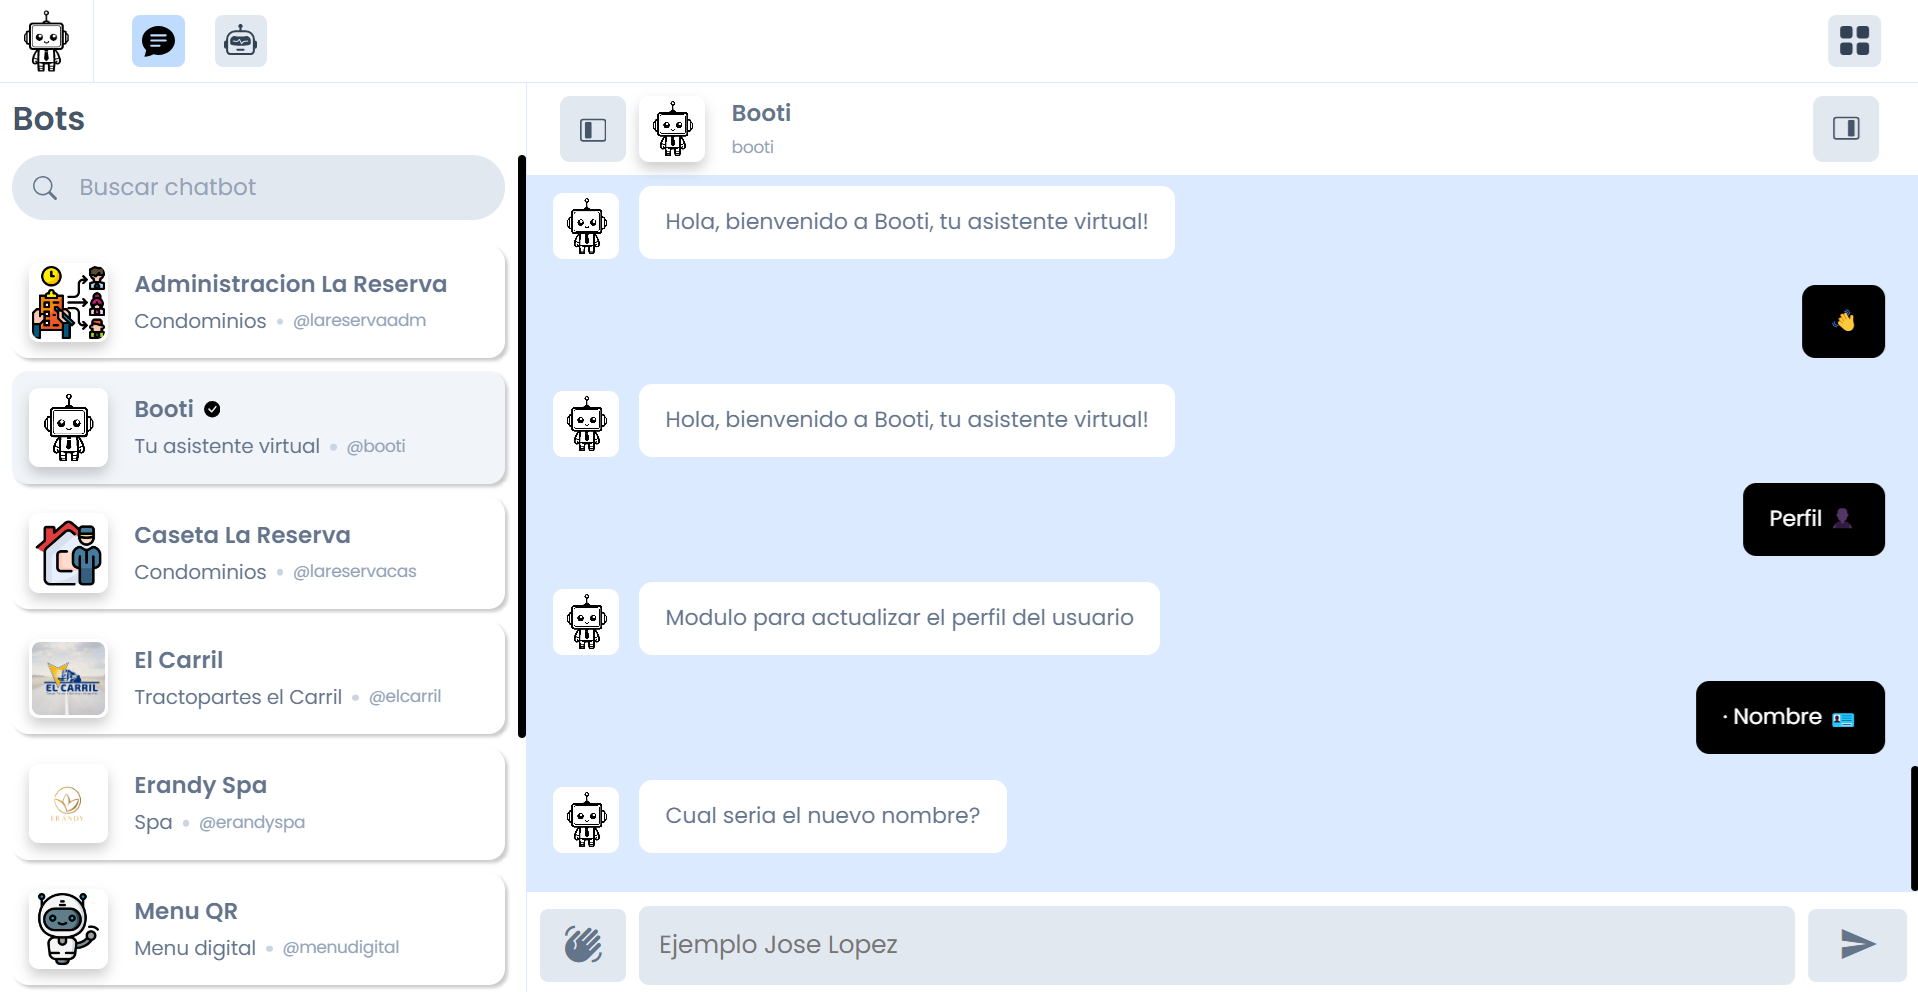 Bots
Buscar chatbot
Administracion La Reserva
Condominios • @lareservaadm
Booti
Tu asistente virtual • @booti
Caseta La Reserva
Condominios • @lareservacas
EL CARRIL
El Carril
Tractopartes el Carril • @elcarril
ERANDY
Erandy Spa
Spa • @erandyspa
Menu QR
Menu digital • @menudigital
Booti
booti
Hola, bienvenido a Booti, tu asistente virtual!
👋
Hola, bienvenido a Booti, tu asistente virtual!
Perfil 👤
Modulo para actualizar el perfil del usuario
· Nombre 🪪
Cual seria el nuevo nombre?
Ejemplo Jose Lopez